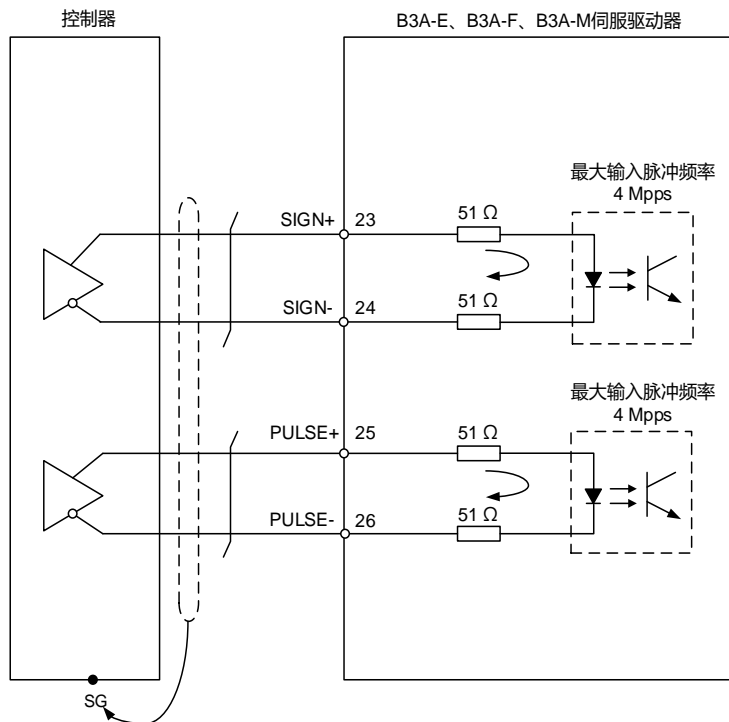 控制器
B3A-E、B3A-F、B3A-M伺服驱动器
最大输入脉冲频率
4 Mpps
SIGN+ 23 51 Ω
SIGN- 24 51 Ω
最大输入脉冲频率
4 Mpps
PULSE+ 25 51 Ω
PULSE- 26 51 Ω
SG